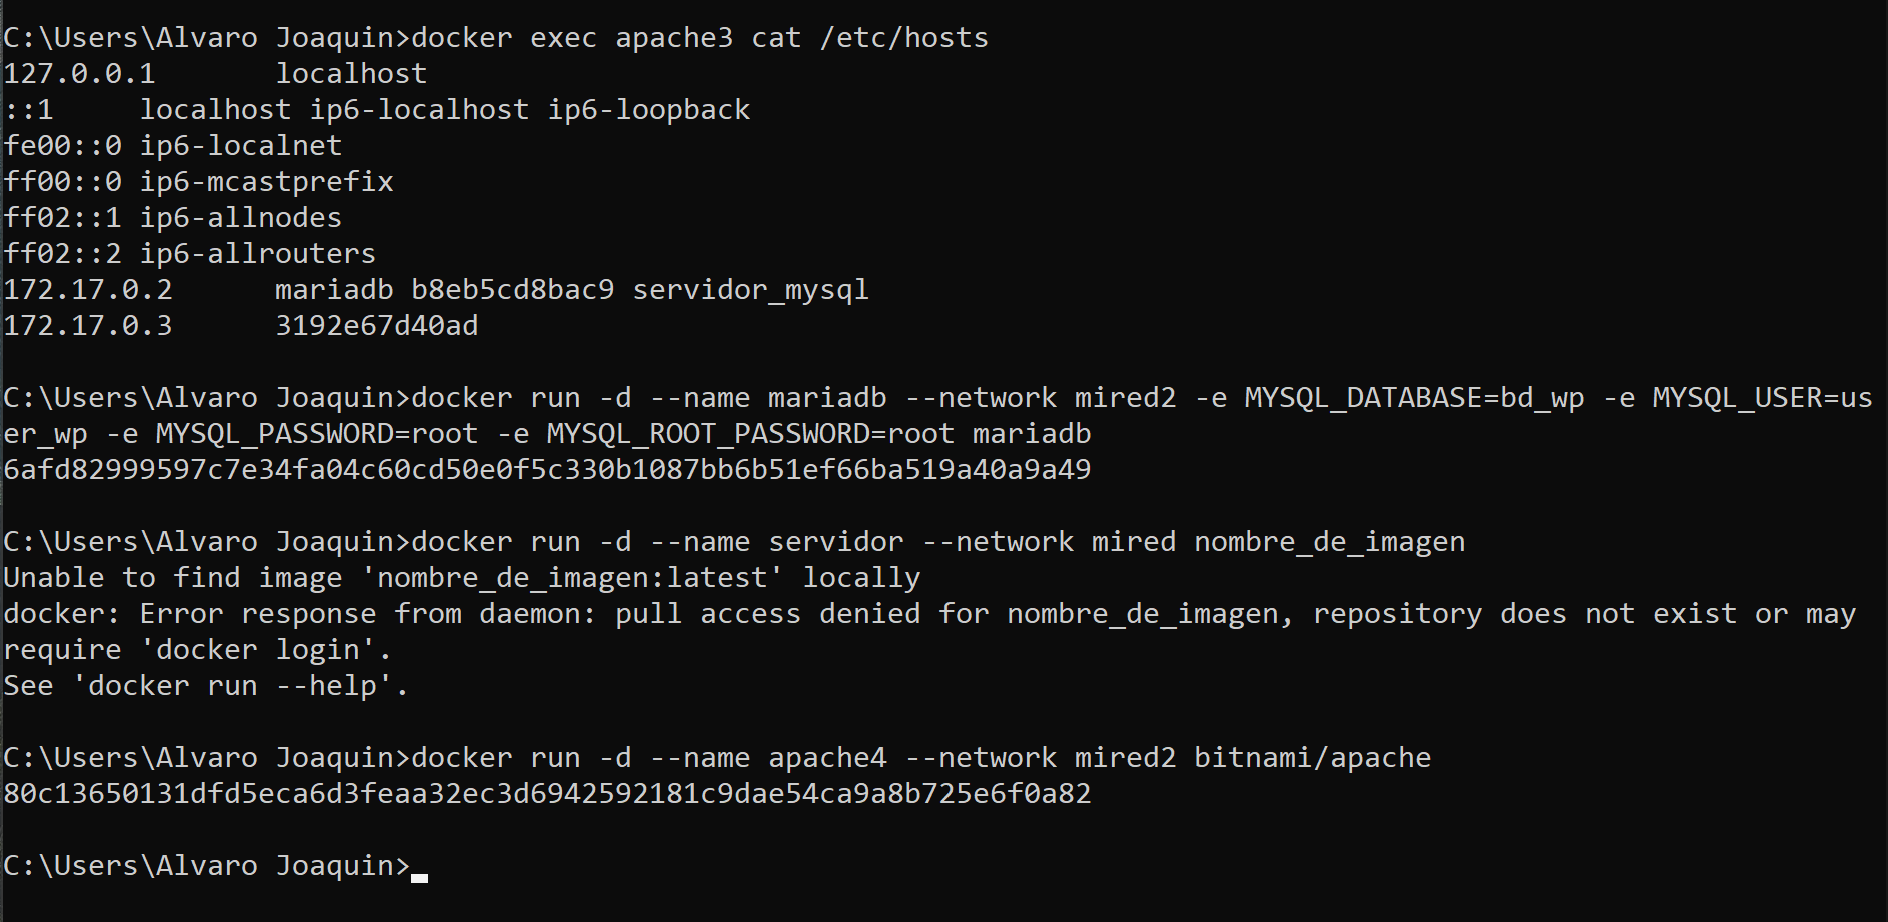 C:\Users\Alvaro Joaquin>docker exec apache3 cat /etc/hosts
127.0.0.1       localhost
::1     localhost ip6-localhost ip6-loopback
fe00::0 ip6-localnet
ff00::0 ip6-mcastprefix
ff02::1 ip6-allnodes
ff02::2 ip6-allrouters
172.17.0.2      mariadb b8eb5cd8bac9 servidor_mysql
172.17.0.3      3192e67d40ad
C:\Users\Alvaro Joaquin>docker run -d --name mariadb --network mired2 -e MYSQL_DATABASE=bd_wp -e MYSQL_USER=us
er_wp -e MYSQL_PASSWORD=root -e MYSQL_ROOT_PASSWORD=root mariadb
6afd82999597c7e34fa04c60cd50e0f5c330b1087bb6b51ef66ba519a40a9a49
C:\Users\Alvaro Joaquin>docker run -d --name servidor --network mired nombre_de_imagen
Unable to find image 'nombre_de_imagen:latest' locally
docker: Error response from daemon: pull access denied for nombre_de_imagen, repository does not exist or may
require 'docker login'.
See 'docker run --help'.
C:\Users\Alvaro Joaquin>docker run -d --name apache4 --network mired2 bitnami/apache
80c13650131dfd5eca6d3feaa32ec3d6942592181c9dae54ca9a8b725e6f0a82
C:\Users\Alvaro Joaquin>